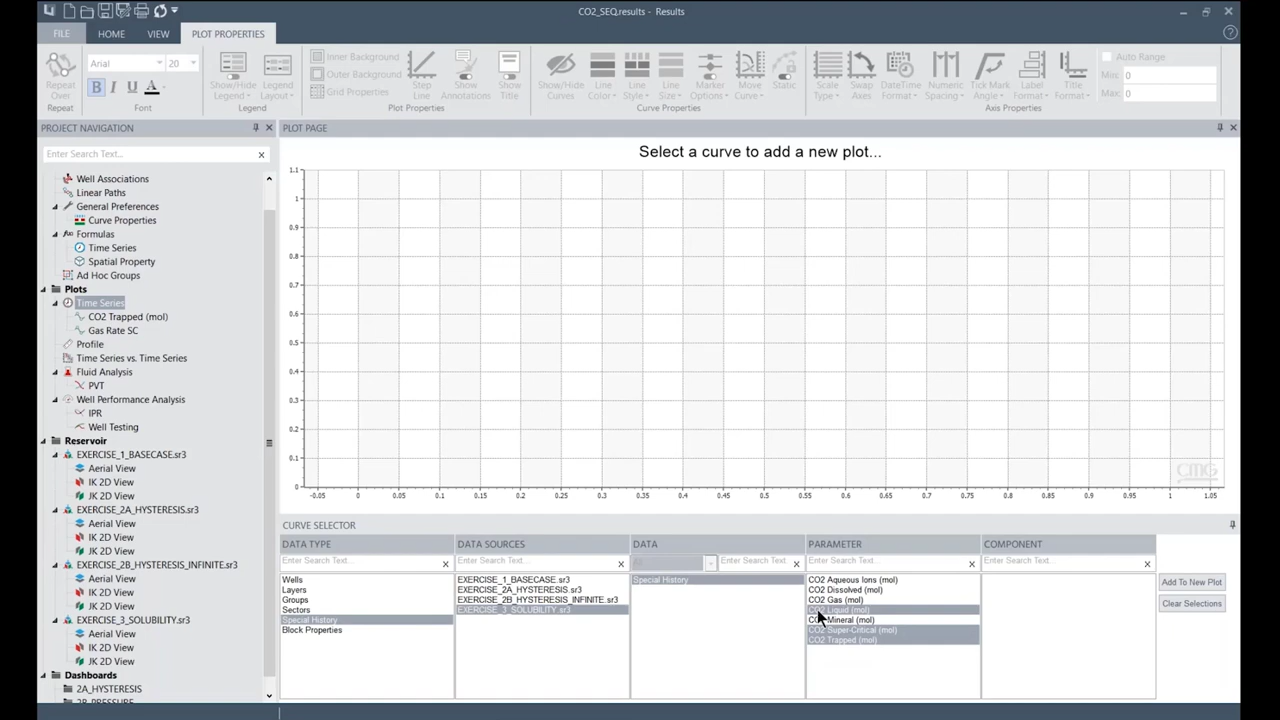 CO2_SEQ.results - Results
FILE HOME VIEW PLOT PROPERTIES
Repeat Over
Repeat
Arial 20
B I U A
Font
Show/Hide Legend
Legend Layout
Legend
Inner Background
Outer Background
Grid Properties
Step Line
Show Annotations
Show Title
Plot Properties
Show/Hide Curves
Line Color
Line Style
Line Size
Marker Options
Move Curve
Static
Curve Properties
Scale Type
Swap Axes
DateTime Format
Numeric Spacing
Tick Mark Angle
Label Format
Title Format
Axis Properties
Auto Range
Min: 0
Max: 0
PROJECT NAVIGATION
Enter Search Text...
Well Associations
Linear Paths
General Preferences
Curve Properties
Formulas
Time Series
Spatial Property
Ad Hoc Groups
Plots
Time Series
CO2 Trapped (mol)
Gas Rate SC
Profile
Time Series vs. Time Series
Fluid Analysis
PVT
Well Performance Analysis
IPR
Well Testing
Reservoir
EXERCISE_1_BASECASE.sr3
Aerial View
IK 2D View
JK 2D View
EXERCISE_2A_HYSTERESIS.sr3
Aerial View
IK 2D View
JK 2D View
EXERCISE_2B_HYSTERESIS_INFINITE.sr3
Aerial View
IK 2D View
JK 2D View
EXERCISE_3_SOLUBILITY.sr3
Aerial View
IK 2D View
JK 2D View
Dashboards
2A_HYSTERESIS
2B_PRESSURE
PLOT PAGE
Select a curve to add a new plot...
1.1
1
0.9
0.8
0.7
0.6
0.5
0.4
0.3
0.2
0.1
0
-0.05 0 0.05 0.1 0.15 0.2 0.25 0.3 0.35 0.4 0.45 0.5 0.55 0.6 0.65 0.7 0.75 0.8 0.85 0.9 0.95 1 1.05
CMG
CURVE SELECTOR
DATA TYPE
Enter Search Text...
Wells
Layers
Groups
Sectors
Special History
Block Properties
DATA SOURCES
Enter Search Text...
EXERCISE_1_BASECASE.sr3
EXERCISE_2A_HYSTERESIS.sr3
EXERCISE_2B_HYSTERESIS_INFINITE.sr3
EXERCISE_3_SOLUBILITY.sr3
DATA
All Enter Search Text...
Special History
PARAMETER
Enter Search Text...
CO2 Aqueous Ions (mol)
CO2 Dissolved (mol)
CO2 Gas (mol)
CO2 Liquid (mol)
CO2 Mineral (mol)
CO2 Super-Critical (mol)
CO2 Trapped (mol)
COMPONENT
Enter Search Text...
Add To New Plot
Clear Selections